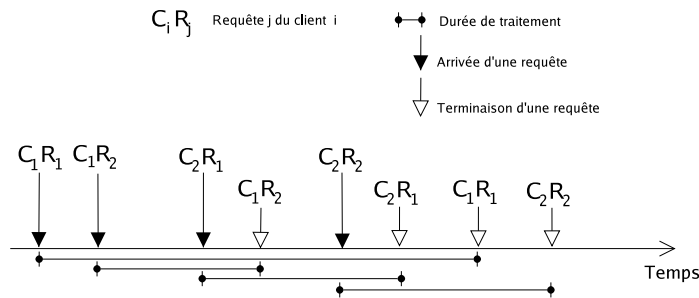 CiRj Requête j du client i
Durée de traitement
Arrivée d'une requête
Terminaison d'une requête
C1R1 C1R2 C2R1 C2R2
C1R2 C2R1 C1R1 C2R2
Temps